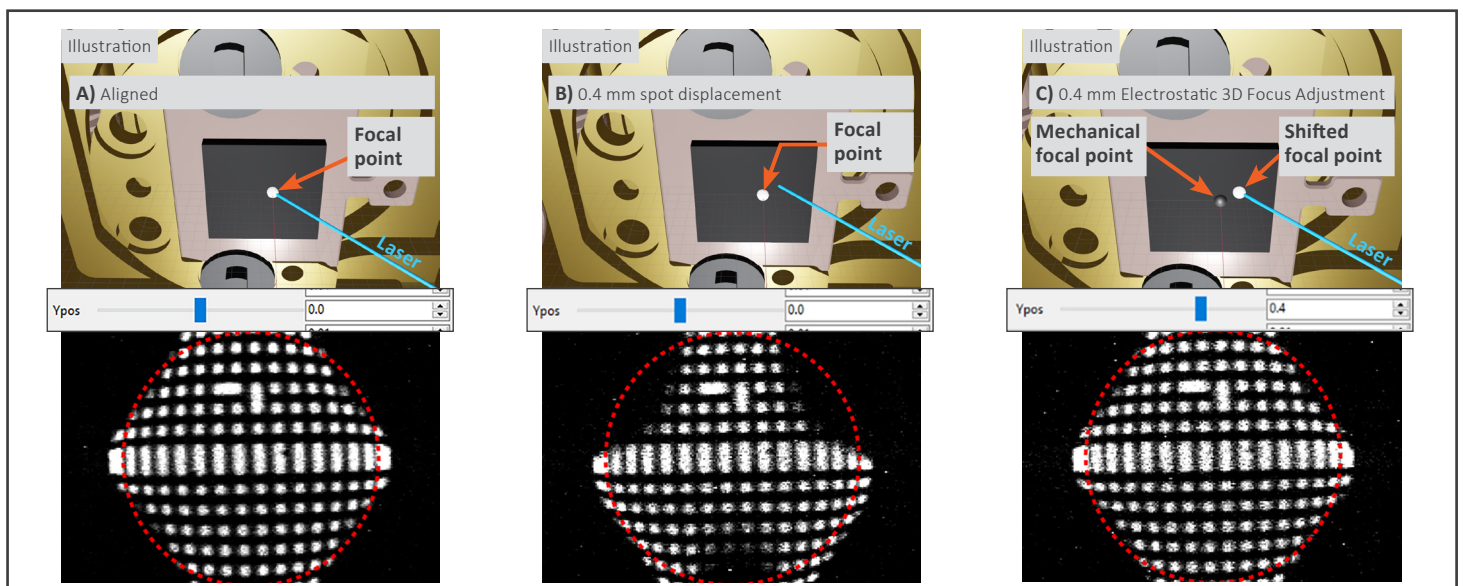 Illustration
A) Aligned
Focal
point
Laser
Ypos
0.0
Illustration
B) 0.4 mm spot displacement
Focal
point
Laser
Ypos
0.0
Illustration
C) 0.4 mm Electrostatic 3D Focus Adjustment
Mechanical
focal point
Shifted
focal point
Laser
Ypos
0.4